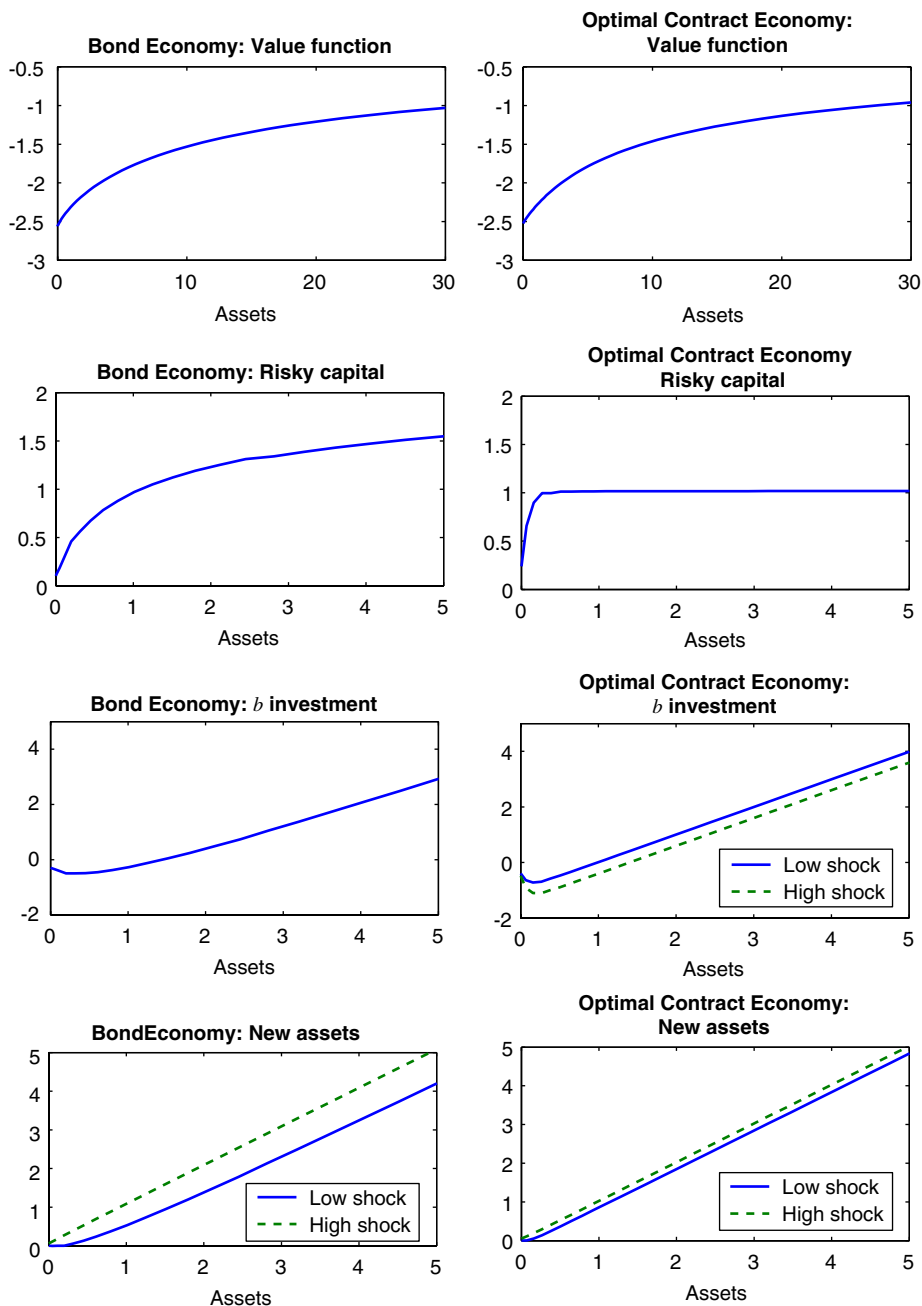 Bond Economy: Value function
-0.5
-1
-1.5
-2
-2.5
-3
0 10 20 30
Assets
Optimal Contract Economy:
Value function
-0.5
-1
-1.5
-2
-2.5
-3
0 10 20 30
Assets
Bond Economy: Risky capital
2
1.5
1
0.5
0
0 1 2 3 4 5
Assets
Optimal Contract Economy
Risky capital
2
1.5
1
0.5
0
0 1 2 3 4 5
Assets
Bond Economy: b investment
4
2
0
-2
0 1 2 3 4 5
Assets
Optimal Contract Economy:
b investment
4
2
0
-2
Low shock
High shock
0 1 2 3 4 5
Assets
BondEconomy: New assets
5
4
3
2
1
0
Low shock
High shock
0 1 2 3 4 5
Assets
Optimal Contract Economy:
New assets
5
4
3
2
1
0
Low shock
High shock
0 1 2 3 4 5
Assets